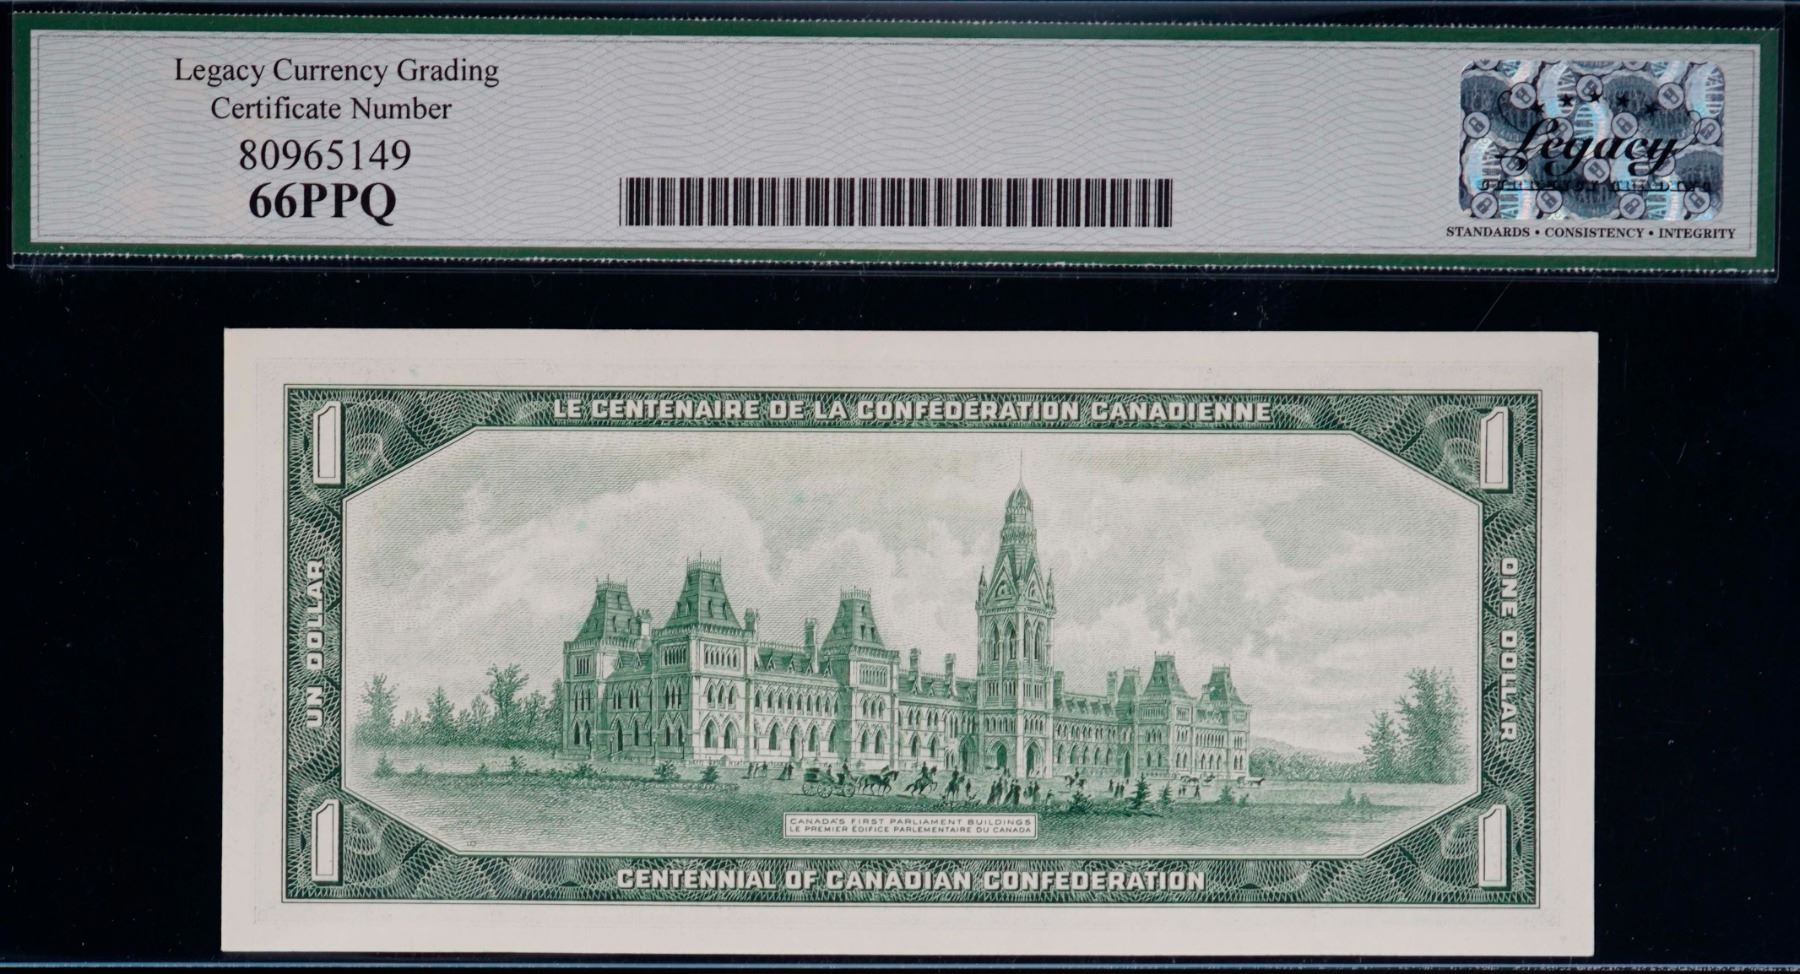 Legacy Currency Grading
Certificate Number
80965149
66PPQ
Legacy
STANDARDS • CONSISTENCY • INTEGRITY
1 LE CENTENAIRE DE LA CONFÉDÉRATION CANADIENNE 1
UN DOLLAR
ONE DOLLAR
CANADA'S FIRST PARLIAMENT BUILDINGS
LE PREMIER ÉDIFICE PARLEMENTAIRE DU CANADA
1 CENTENNIAL OF CANADIAN CONFEDERATION 1